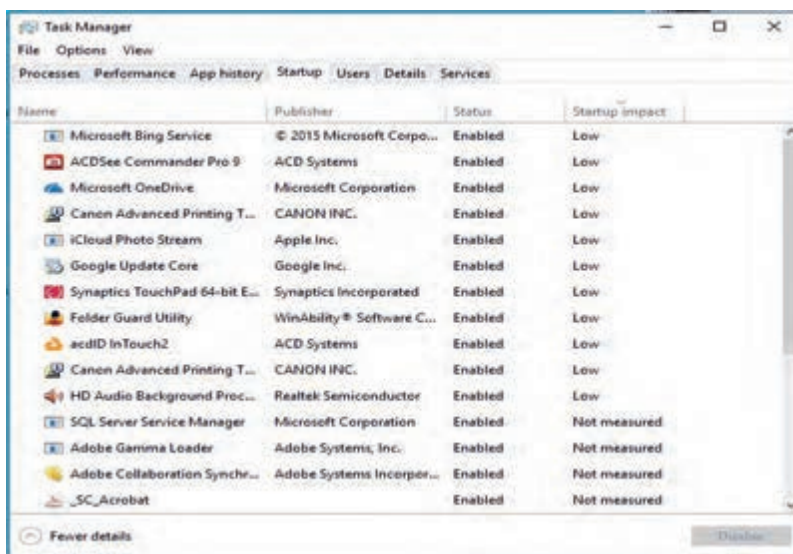 Task Manager
File Options View
Processes Performance App history Startup Users Details Services
Name Publisher Status Startup impact
Microsoft Bing Service © 2015 Microsoft Corpo... Enabled Low
ACDSee Commander Pro 9 ACD Systems Enabled Low
Microsoft OneDrive Microsoft Corporation Enabled Low
Canon Advanced Printing T... CANON INC. Enabled Low
iCloud Photo Stream Apple Inc. Enabled Low
Google Update Core Google Inc. Enabled Low
Synaptics TouchPad 64-bit E... Synaptics Incorporated Enabled Low
Folder Guard Utility WinAbility® Software C... Enabled Low
acdID InTouch2 ACD Systems Enabled Low
Canon Advanced Printing T... CANON INC. Enabled Low
HD Audio Background Proc... Realtek Semiconductor Enabled Low
SQL Server Service Manager Microsoft Corporation Enabled Not measured
Adobe Gamma Loader Adobe Systems, Inc. Enabled Not measured
Adobe Collaboration Synchr... Adobe Systems Incorpor... Enabled Not measured
_SC_Acrobat Enabled Not measured
Fewer details Disable